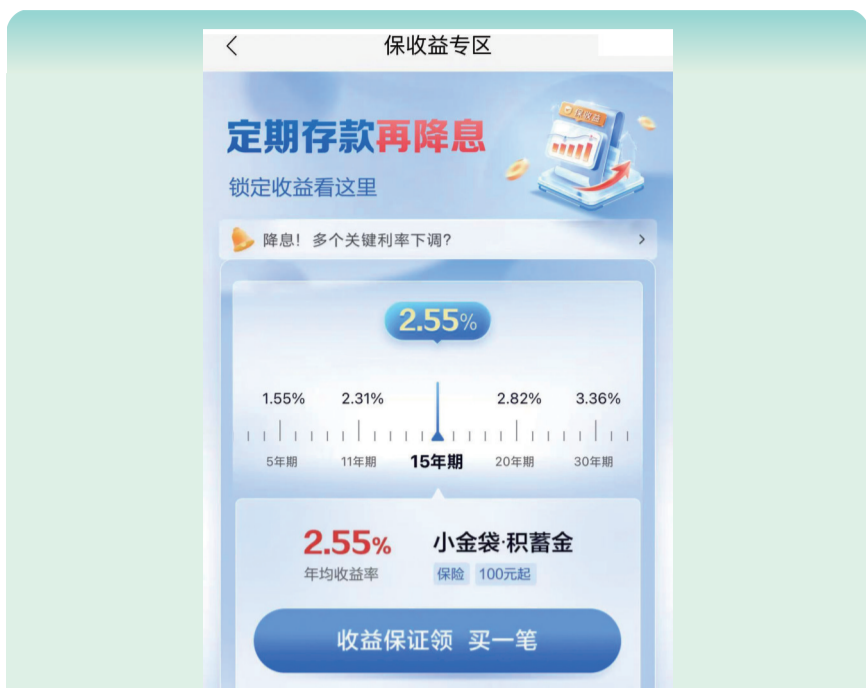 保收益专区
定期存款再降息
锁定收益看这里
保收益
降息！多个关键利率下调？
2.55%
1.55% 2.31% 2.82% 3.36%
5年期 11年期 15年期 20年期 30年期
2.55% 小金袋·积蓄金
年均收益率 保险 100元起
收益保证领 买一笔